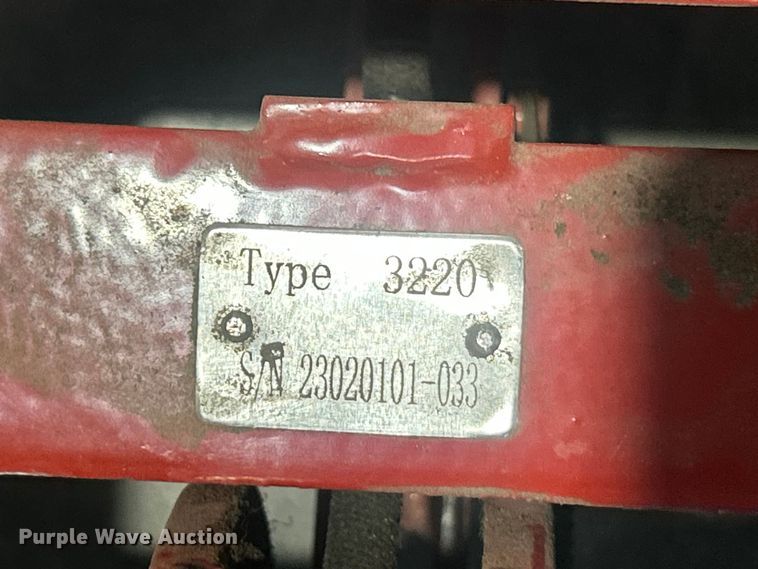 Type 3220
S/N 23020101-033
Purple Wave Auction